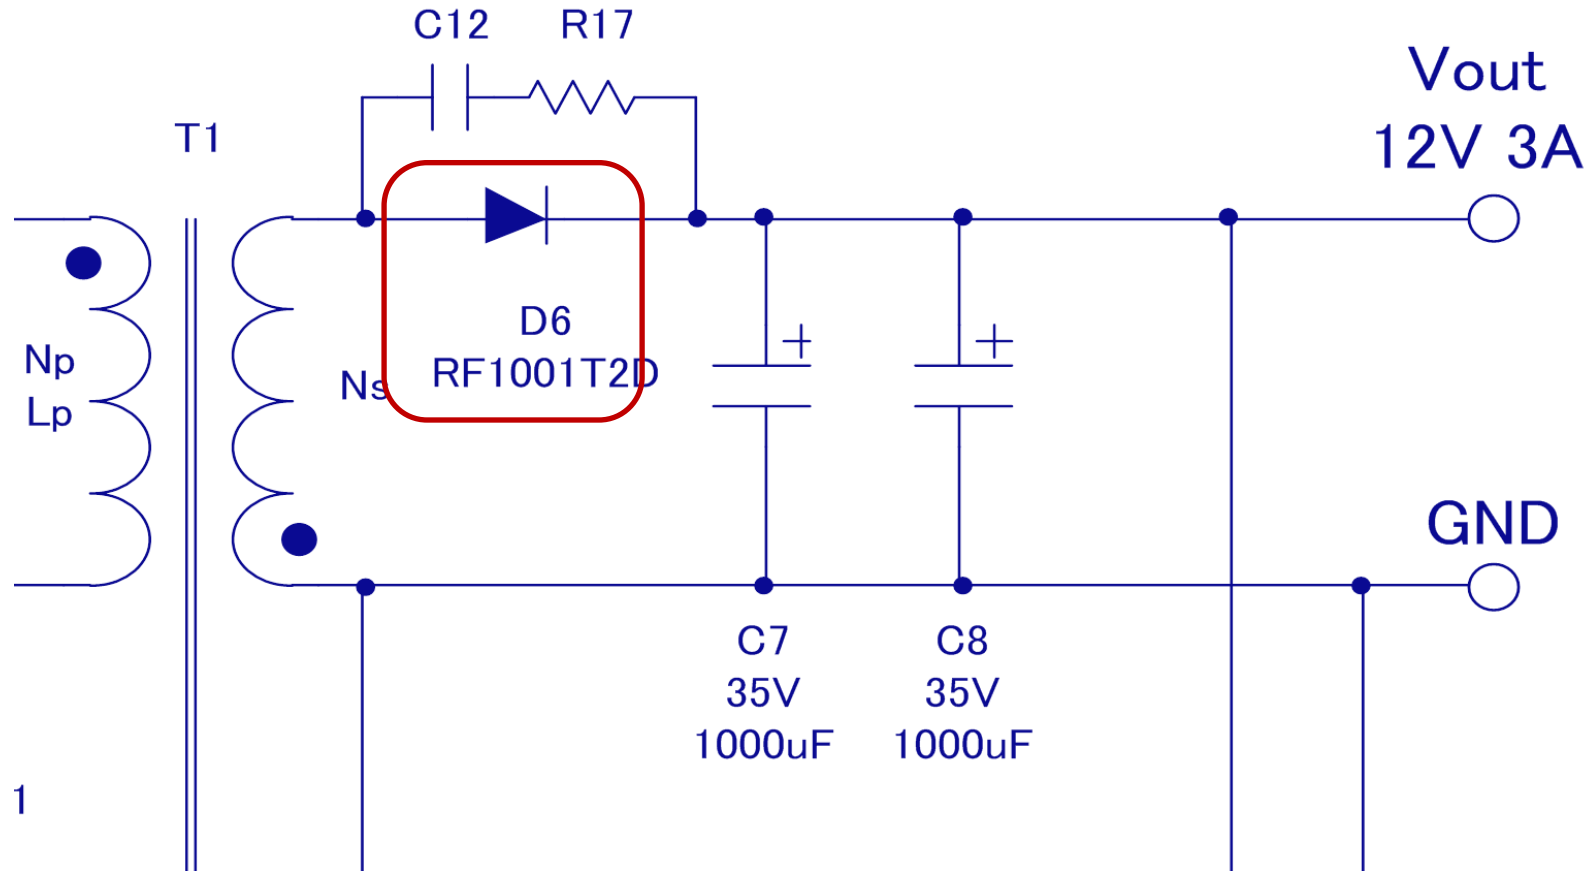 C12
R17
Vout
12V 3A
T1
D6
RF1001T2D
Np
Lp
Ns
GND
C7
35V
1000uF
C8
35V
1000uF
1